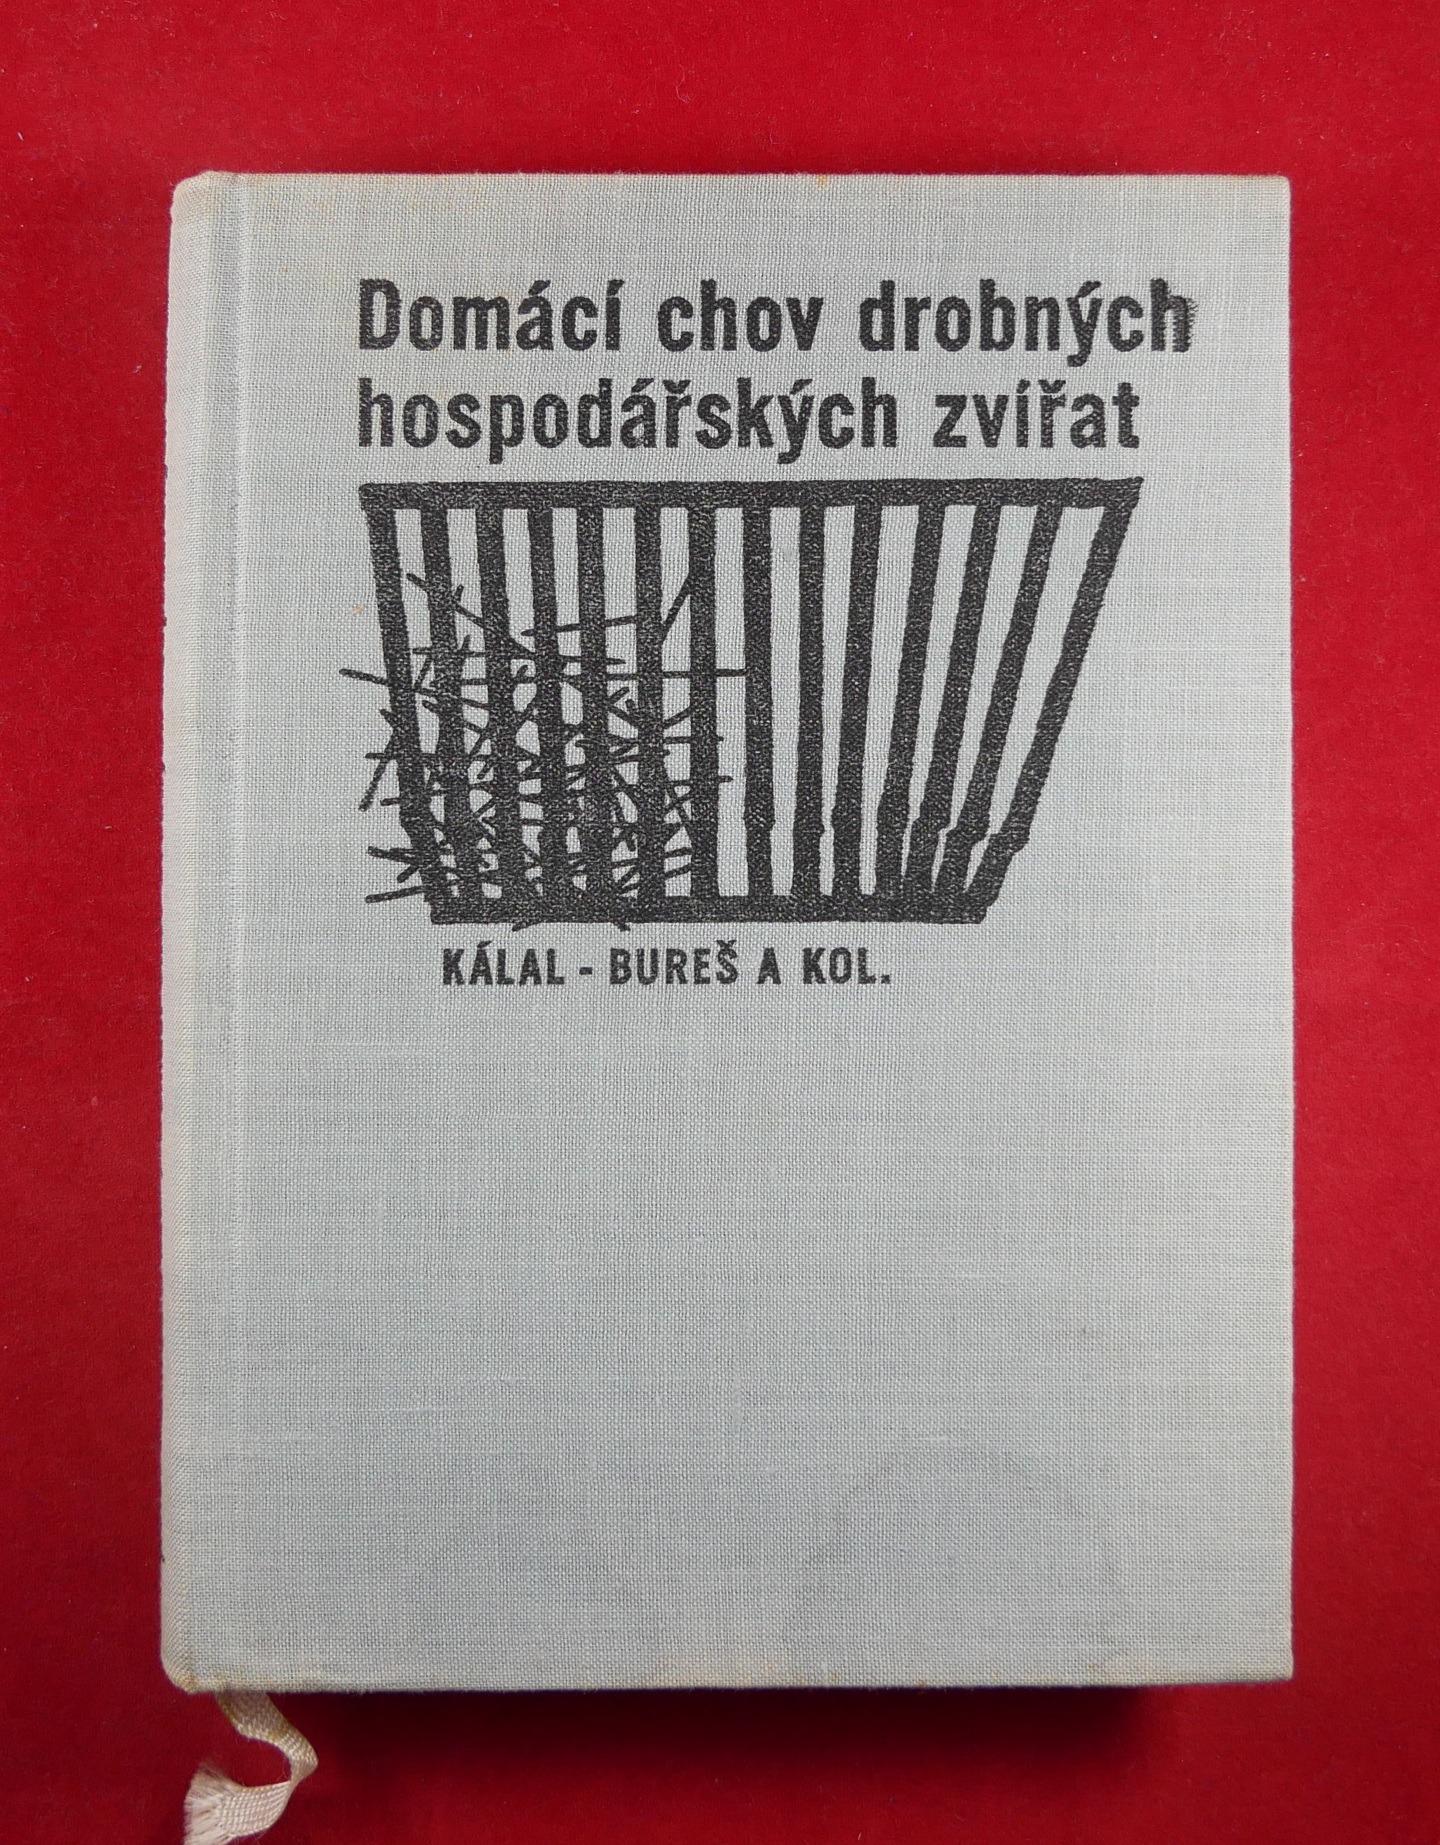 Domácí chov drobných
hospodářských zvířat
KÁLAL - BUREŠ A KOL.